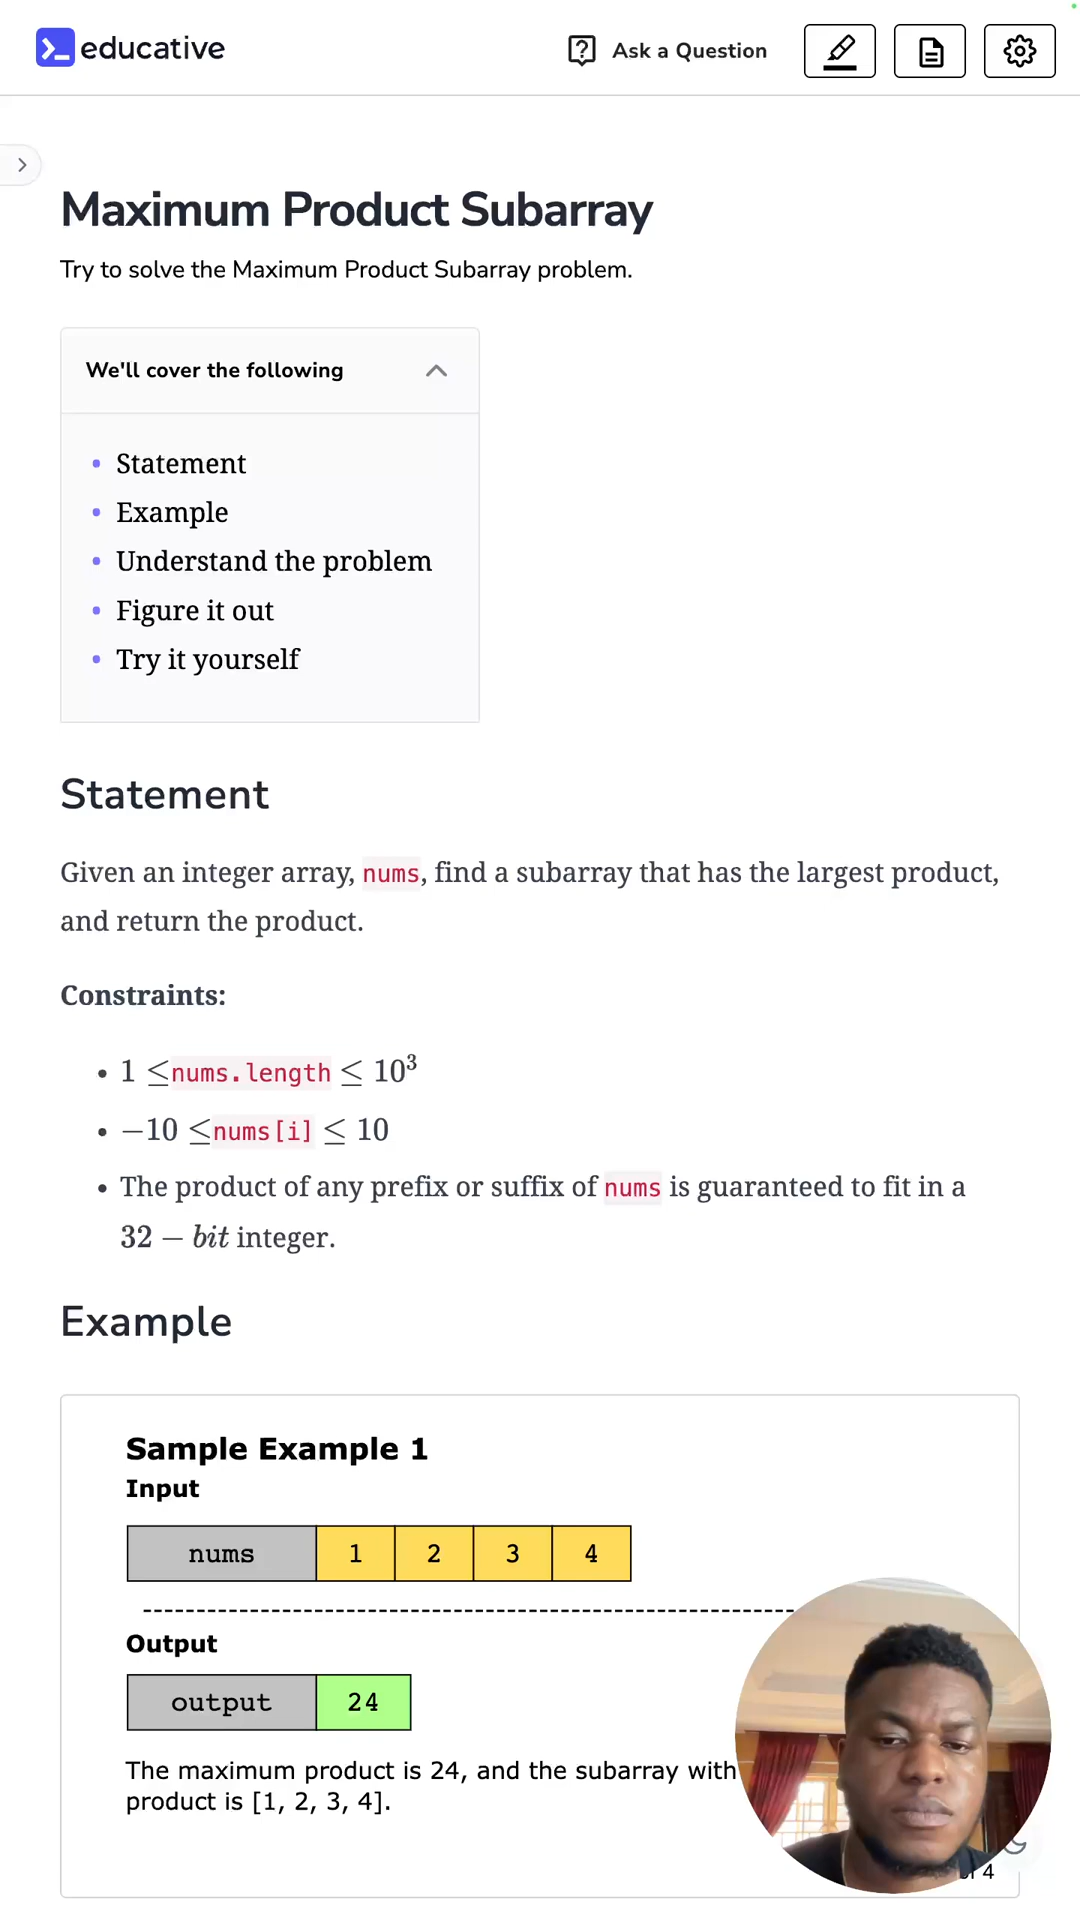 educative
Ask a Question
Maximum Product Subarray
Try to solve the Maximum Product Subarray problem.
We'll cover the following
• Statement
• Example
• Understand the problem
• Figure it out
• Try it yourself
Statement
Given an integer array, nums, find a subarray that has the largest product,
and return the product.
Constraints:
• 1 ≤nums.length ≤ 10³
• −10 ≤nums[i] ≤ 10
• The product of any prefix or suffix of nums is guaranteed to fit in a
32 − bit integer.
Example
Sample Example 1
Input
nums 1 2 3 4
Output
output 24
The maximum product is 24, and the subarray with
product is [1, 2, 3, 4].
4